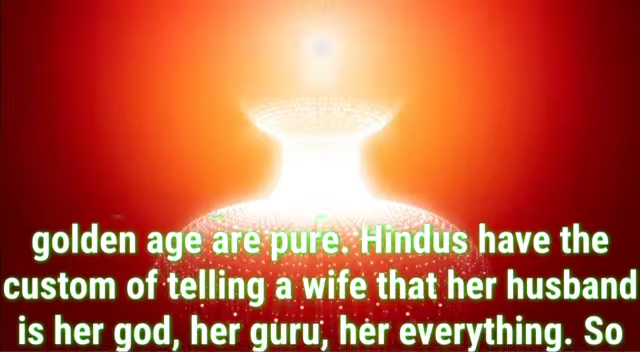 golden age are pure. Hindus have the
custom of telling a wife that her husband
is her god, her guru, her everything. So